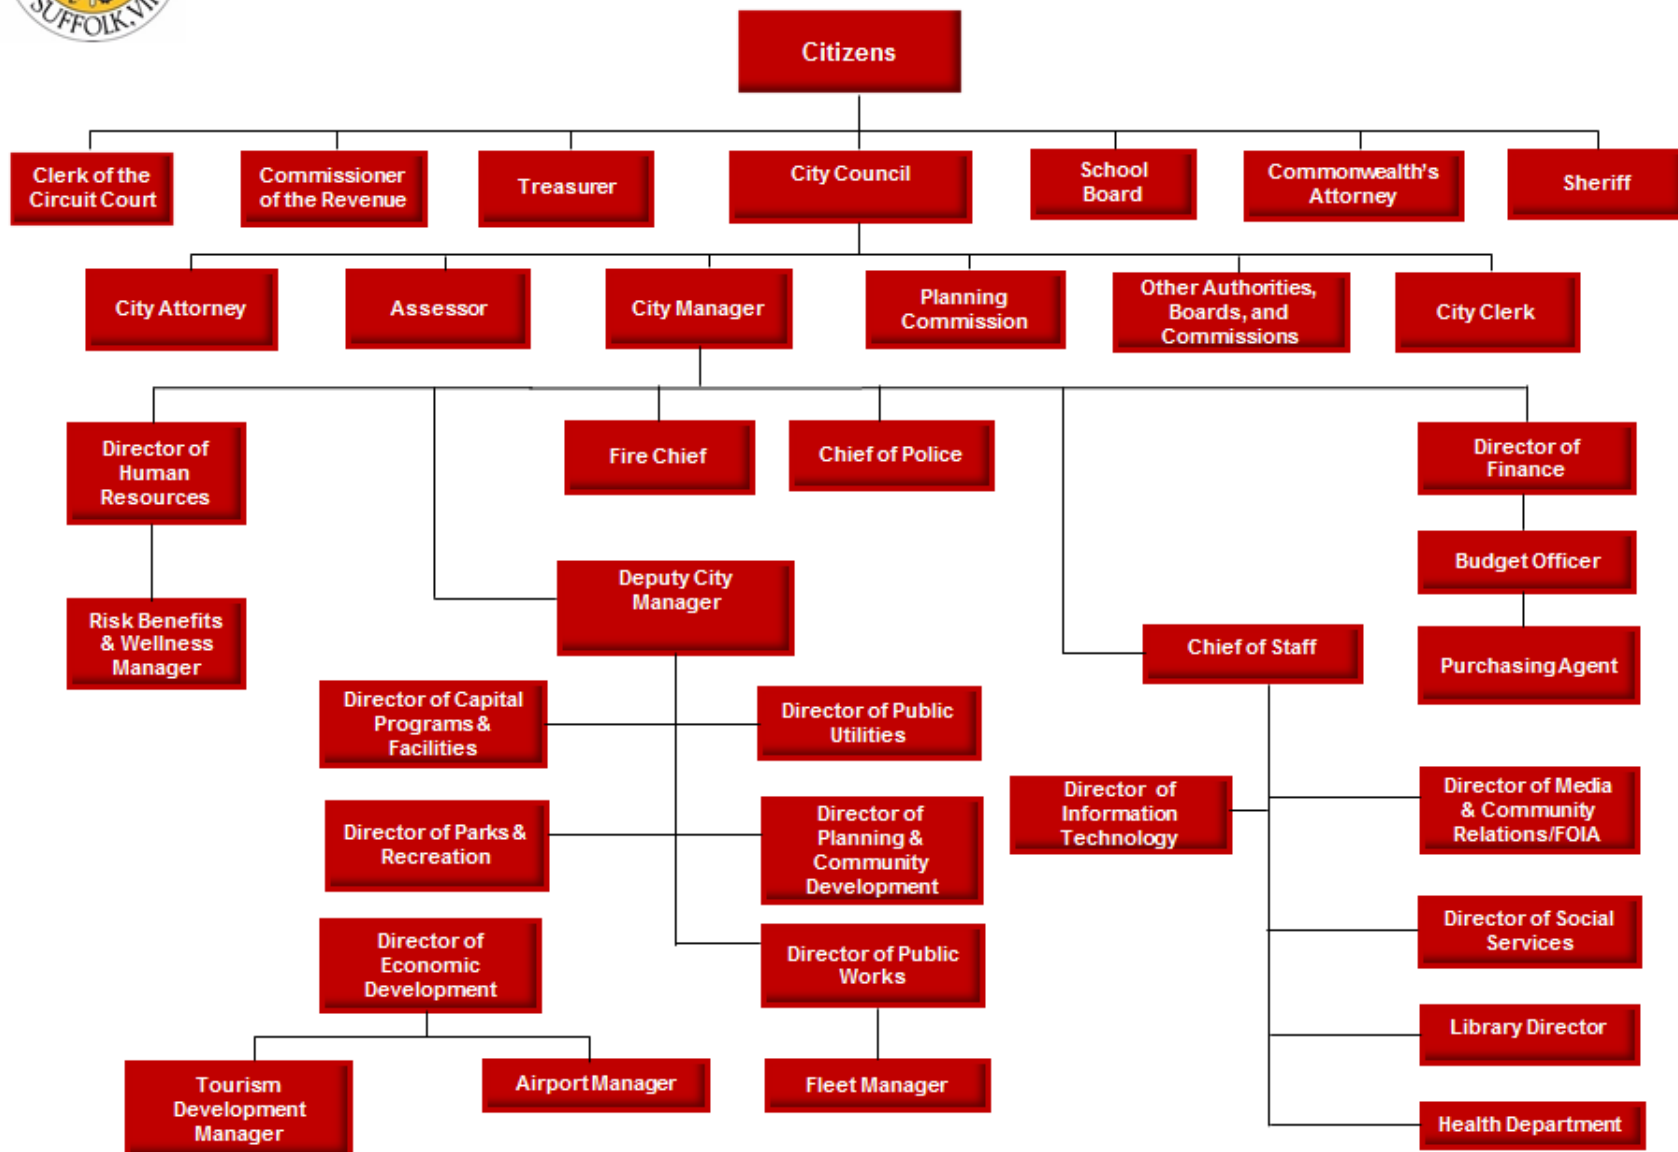 SUFFOLK, VI
Citizens
Clerk of the
Circuit Court
Commissioner
of the Revenue
Treasurer
City Council
School
Board
Commonwealth's
Attorney
Sheriff
City Attorney
Assessor
City Manager
Planning
Commission
Other Authorities,
Boards, and
Commissions
City Clerk
Director of
Human
Resources
Fire Chief
Chief of Police
Director of
Finance
Budget Officer
Deputy City
Manager
Risk Benefits
& Wellness
Manager
Chief of Staff
Purchasing Agent
Director of Capital
Programs &
Facilities
Director of Public
Utilities
Director of
Information
Technology
Director of Media
& Community
Relations/FOIA
Director of Parks &
Recreation
Director of
Planning &
Community
Development
Director of Social
Services
Director of
Economic
Development
Director of Public
Works
Library Director
Tourism
Development
Manager
Airport Manager
Fleet Manager
Health Department